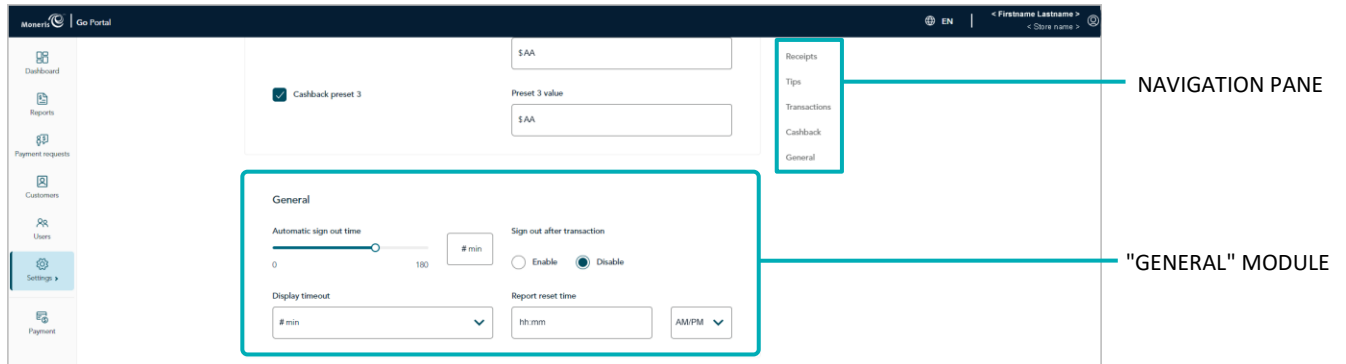 Moneris Go Portal
EN
< Firstname Lastname >
< Store name >
Dashboard
Reports
Payment requests
Customers
Users
Settings >
Payment
$ AA
Cashback preset 3
Preset 3 value
$ AA
Receipts
Tips
Transactions
Cashback
General
NAVIGATION PANE
General
Automatic sign out time
# min
0 180
Sign out after transaction
Enable Disable
Display timeout
# min
Report reset time
hh:mm AM/PM
"GENERAL" MODULE